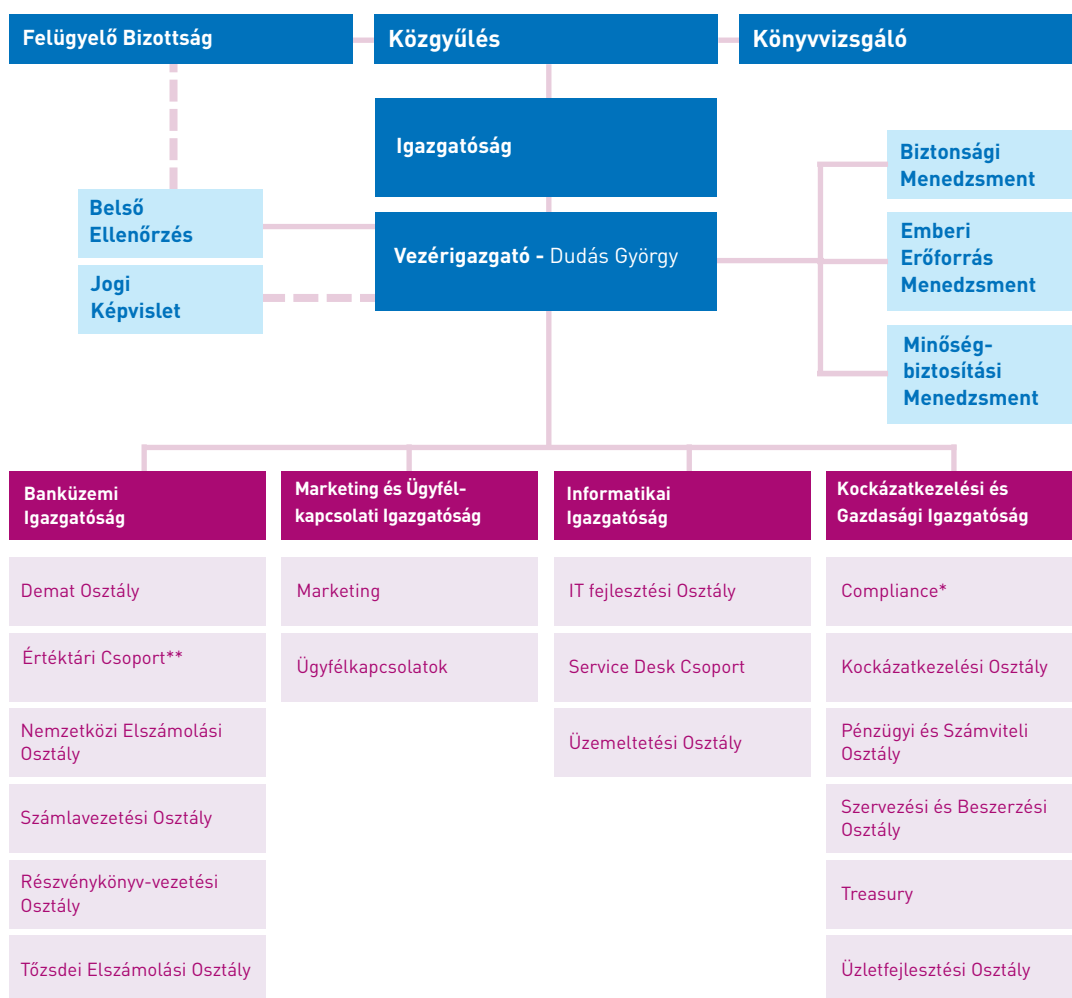 Felügyelő Bizottság
Közgyűlés
Könyvvizsgáló
Igazgatóság
Biztonsági
Menedzsment
Belső
Ellenőrzés
Vezérigazgató - Dudás György
Emberi
Erőforrás
Menedzsment
Jogi
Képvislet
Minőség-
biztosítási
Menedzsment
Banküzemi
Igazgatóság
Demat Osztály
Értéktári Csoport**
Nemzetközi Elszámolási
Osztály
Számlavezetési Osztály
Részvénykönyv-vezetési
Osztály
Tőzsdei Elszámolási Osztály
Marketing és Ügyfél-
kapcsolati Igazgatóság
Marketing
Ügyfélkapcsolatok
Informatikai
Igazgatóság
IT fejlesztési Osztály
Service Desk Csoport
Üzemeltetési Osztály
Kockázatkezelési és
Gazdasági Igazgatóság
Compliance*
Kockázatkezelési Osztály
Pénzügyi és Számviteli
Osztály
Szervezési és Beszerzési
Osztály
Treasury
Üzletfejlesztési Osztály